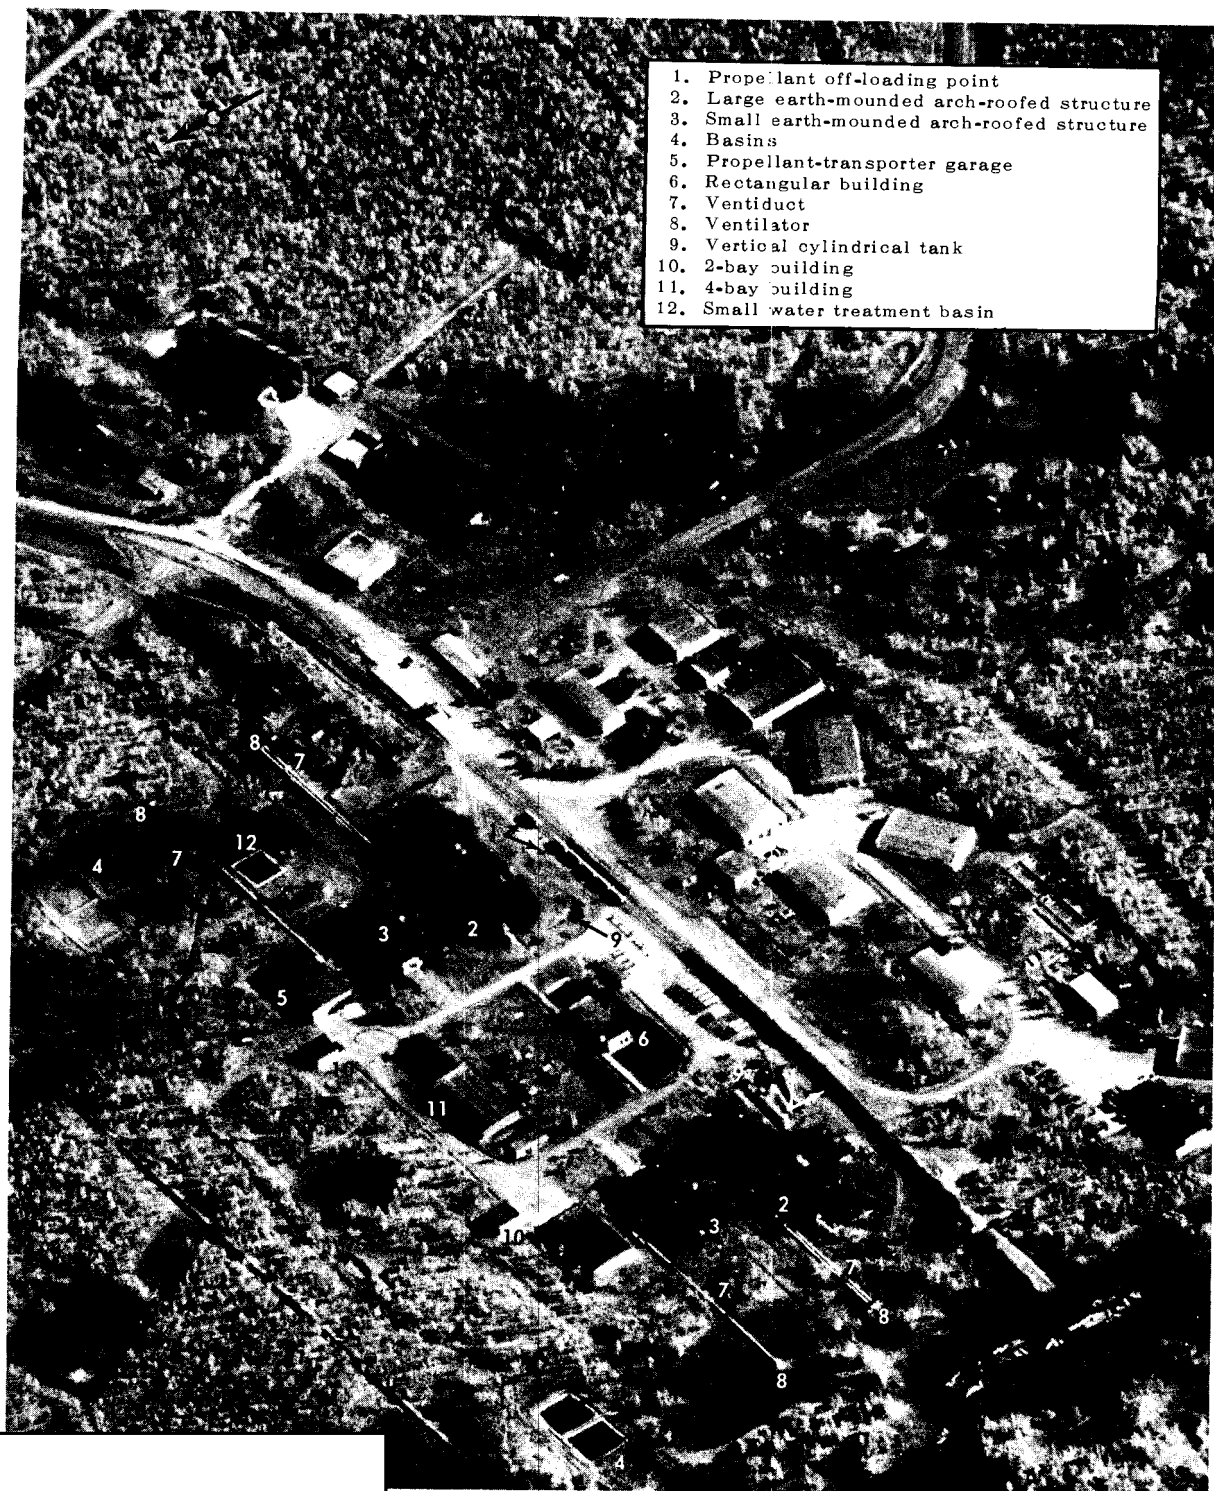 1. Propellant off-loading point
2. Large earth-mounded arch-roofed structure
3. Small earth-mounded arch-roofed structure
4. Basins
5. Propellant-transporter garage
6. Rectangular building
7. Ventiduct
8. Ventilator
9. Vertical cylindrical tank
10. 2-bay building
11. 4-bay building
12. Small water treatment basin
N
8
7
8
12
4
7
1
3
2
9
5
6
9
11
2
10
3
7
7
8
8
4